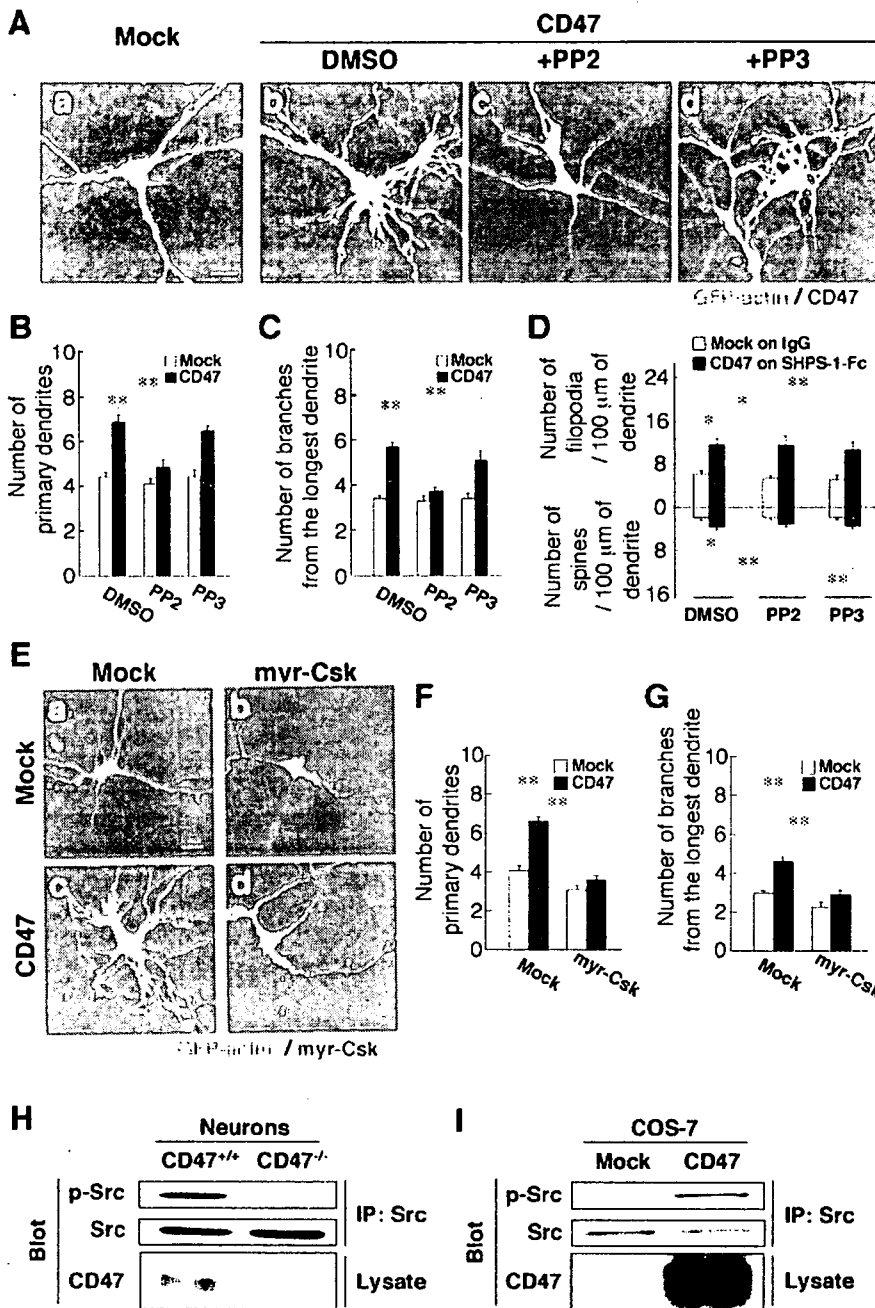 A
Mock
CD47
DMSO
+PP2
+PP3
a
b
c
d
GFP-actin / CD47
B
Number of
primary dendrites
10
8
6
4
2
0
Mock
CD47
**
**
DMSO
PP2
PP3
C
Number of branches
from the longest dendrite
10
8
6
4
2
0
Mock
CD47
**
**
DMSO
PP2
PP3
D
Mock on IgG
CD47 on SHPS-1-Fc
Number of
filopodia
/ 100 μm of
dendrite
Number of
spines
/ 100 μm of
dendrite
24
16
8
0
8
16
*
*
**
*
**
**
DMSO
PP2
PP3
E
Mock
myr-Csk
Mock
CD47
a
b
c
d
GFP-actin / myr-Csk
F
Number of
primary dendrites
10
8
6
4
2
0
Mock
CD47
**
**
Mock
myr-Csk
G
Number of branches
from the longest dendrite
10
8
6
4
2
0
Mock
CD47
**
**
Mock
myr-Csk
H
Neurons
CD47+/+
CD47-/-
Blot
p-Src
Src
CD47
IP: Src
Lysate
I
COS-7
Mock
CD47
Blot
p-Src
Src
CD47
IP: Src
Lysate